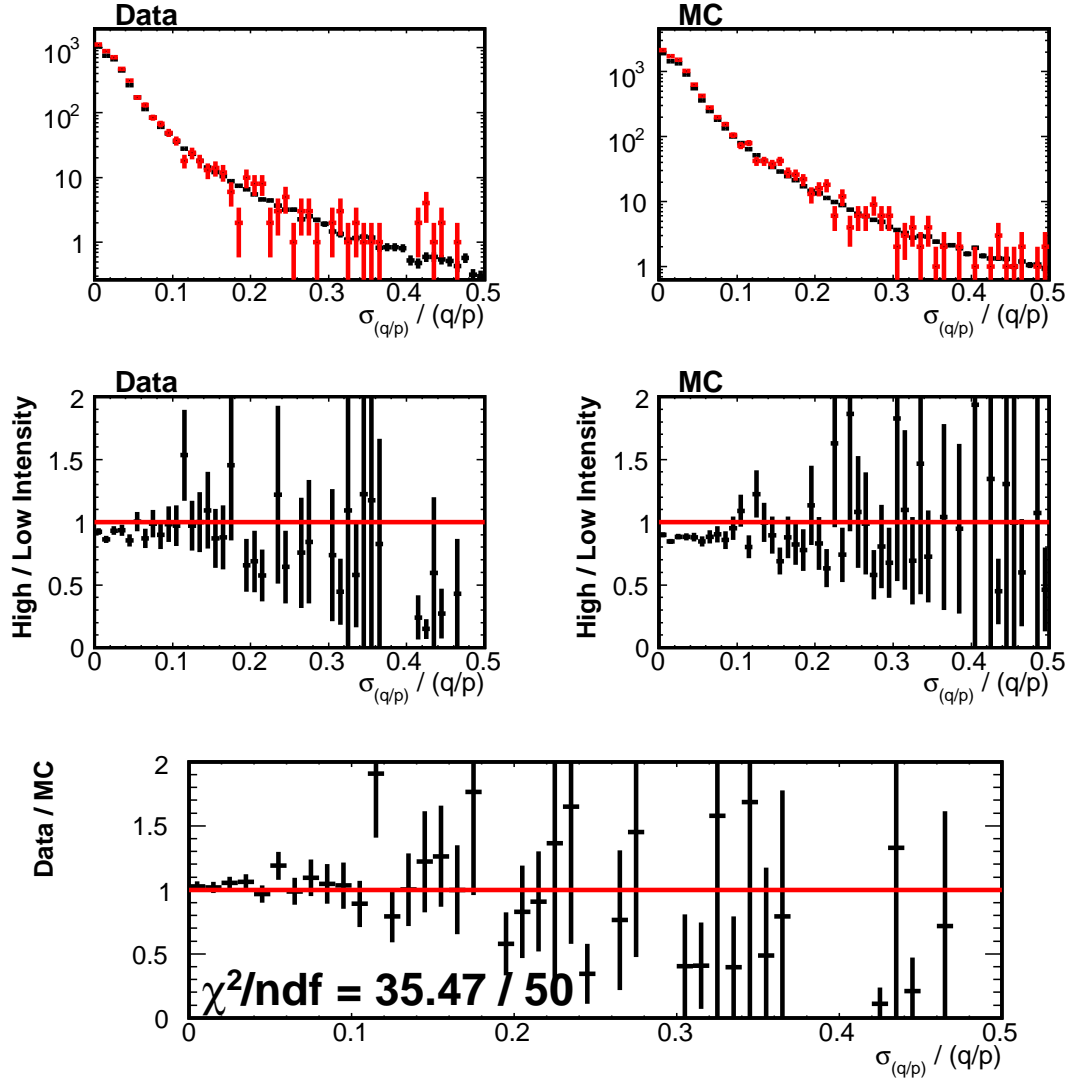 Data MC
10³ 10³
10² 10²
10 10
1 1
0 0.1 0.2 0.3 0.4 0.5 0 0.1 0.2 0.3 0.4 0.5
σ(q/p) / (q/p) σ(q/p) / (q/p)
Data MC
High / Low Intensity High / Low Intensity
2 2
1.5 1.5
1 1
0.5 0.5
0 0
0 0.1 0.2 0.3 0.4 0.5 0 0.1 0.2 0.3 0.4 0.5
σ(q/p) / (q/p) σ(q/p) / (q/p)
Data / MC
2
1.5
1
0.5
χ²/ndf = 35.47 / 50
0
0 0.1 0.2 0.3 0.4 0.5
σ(q/p) / (q/p)